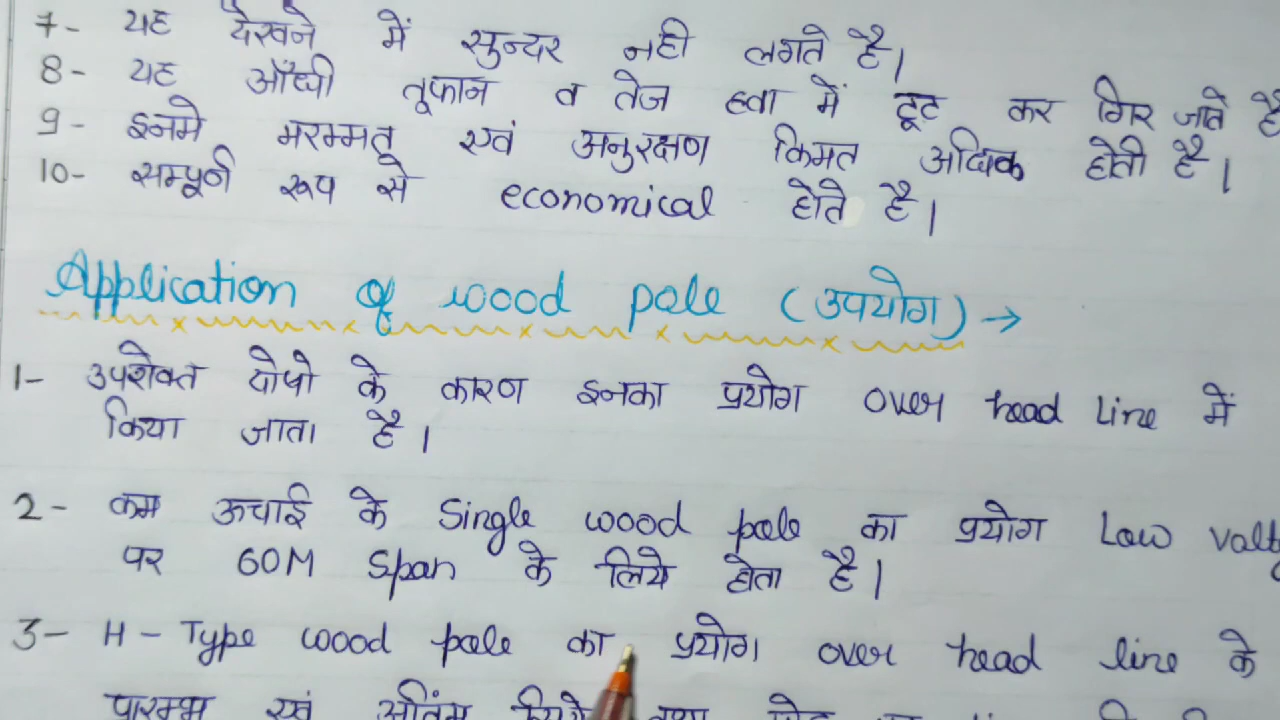 7- यह देखने में सुन्दर नही लगते है।
8- यह आँधी तूफान व तेज हवा में टूट कर गिर जाते है
9- इनमे मरम्मत एवं अनुरक्षण किमत अधिक होती है।
10- सम्पूर्ण रूप से economical होते है।
Application of wood pole (उपयोग) →
1- उपरोक्त दोषो के कारण इनका प्रयोग over head line में
किया जाता है।
2- कम ऊचाई के Single wood pole का प्रयोग Low
पर 60M Span के लिये होता है।
3- H - Type wood pole का प्रयोग over head line के
प्रारम्भ एवं